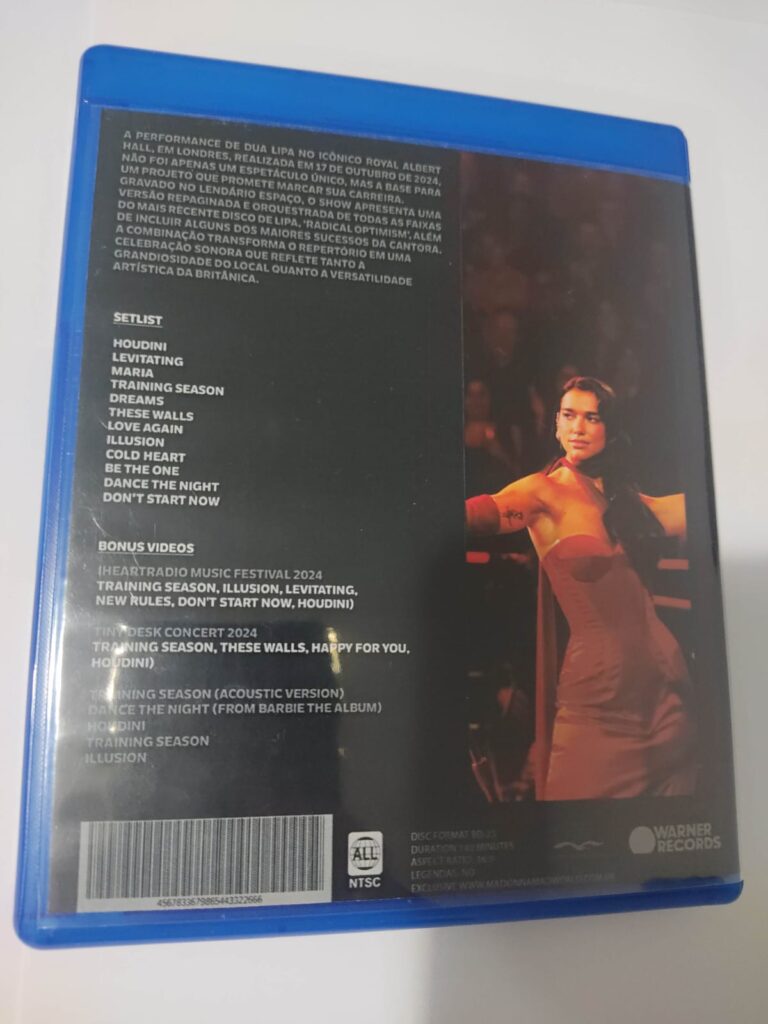 A PERFORMANCE DE DUA LIPA NO ICÔNICO ROYAL ALBERT
HALL, EM LONDRES, REALIZADA EM 17 DE OUTUBRO DE 2024,
NÃO FOI APENAS UM ESPETÁCULO ÚNICO, MAS A BASE PARA
UM PROJETO QUE PROMETE MARCAR SUA CARREIRA.
GRAVADO NO LENDÁRIO ESPAÇO, O SHOW APRESENTA UMA
VERSÃO REPAGINADA E ORQUESTRADA DE TODAS AS FAIXAS
DO MAIS RECENTE DISCO DE LIPA, 'RADICAL OPTIMISM', ALÉM
DE INCLUIR ALGUNS DOS MAIORES SUCESSOS DA CANTORA.
A COMBINAÇÃO TRANSFORMA O REPERTÓRIO EM UMA
CELEBRAÇÃO SONORA QUE REFLETE TANTO A
GRANDIOSIDADE DO LOCAL QUANTO A VERSATILIDADE
ARTÍSTICA DA BRITÂNICA.
SETLIST
HOUDINI
LEVITATING
MARIA
TRAINING SEASON
DREAMS
THESE WALLS
LOVE AGAIN
ILLUSION
COLD HEART
BE THE ONE
DANCE THE NIGHT
DON'T START NOW
BONUS VIDEOS
IHEARTRADIO MUSIC FESTIVAL 2024
TRAINING SEASON, ILLUSION, LEVITATING,
NEW RULES, DON'T START NOW, HOUDINI)
TINY DESK CONCERT 2024
TRAINING SEASON, THESE WALLS, HAPPY FOR YOU,
HOUDINI)
TRAINING SEASON (ACOUSTIC VERSION)
DANCE THE NIGHT (FROM BARBIE THE ALBUM)
HOUDINI
TRAINING SEASON
ILLUSION
4567833679865443322666
ALL
NTSC
DISC FORMAT BD-25
DURATION MINUTES
ASPECT RATIO:
LEGENDAS: NO
EXCLUSIVE
WARNER
RECORDS